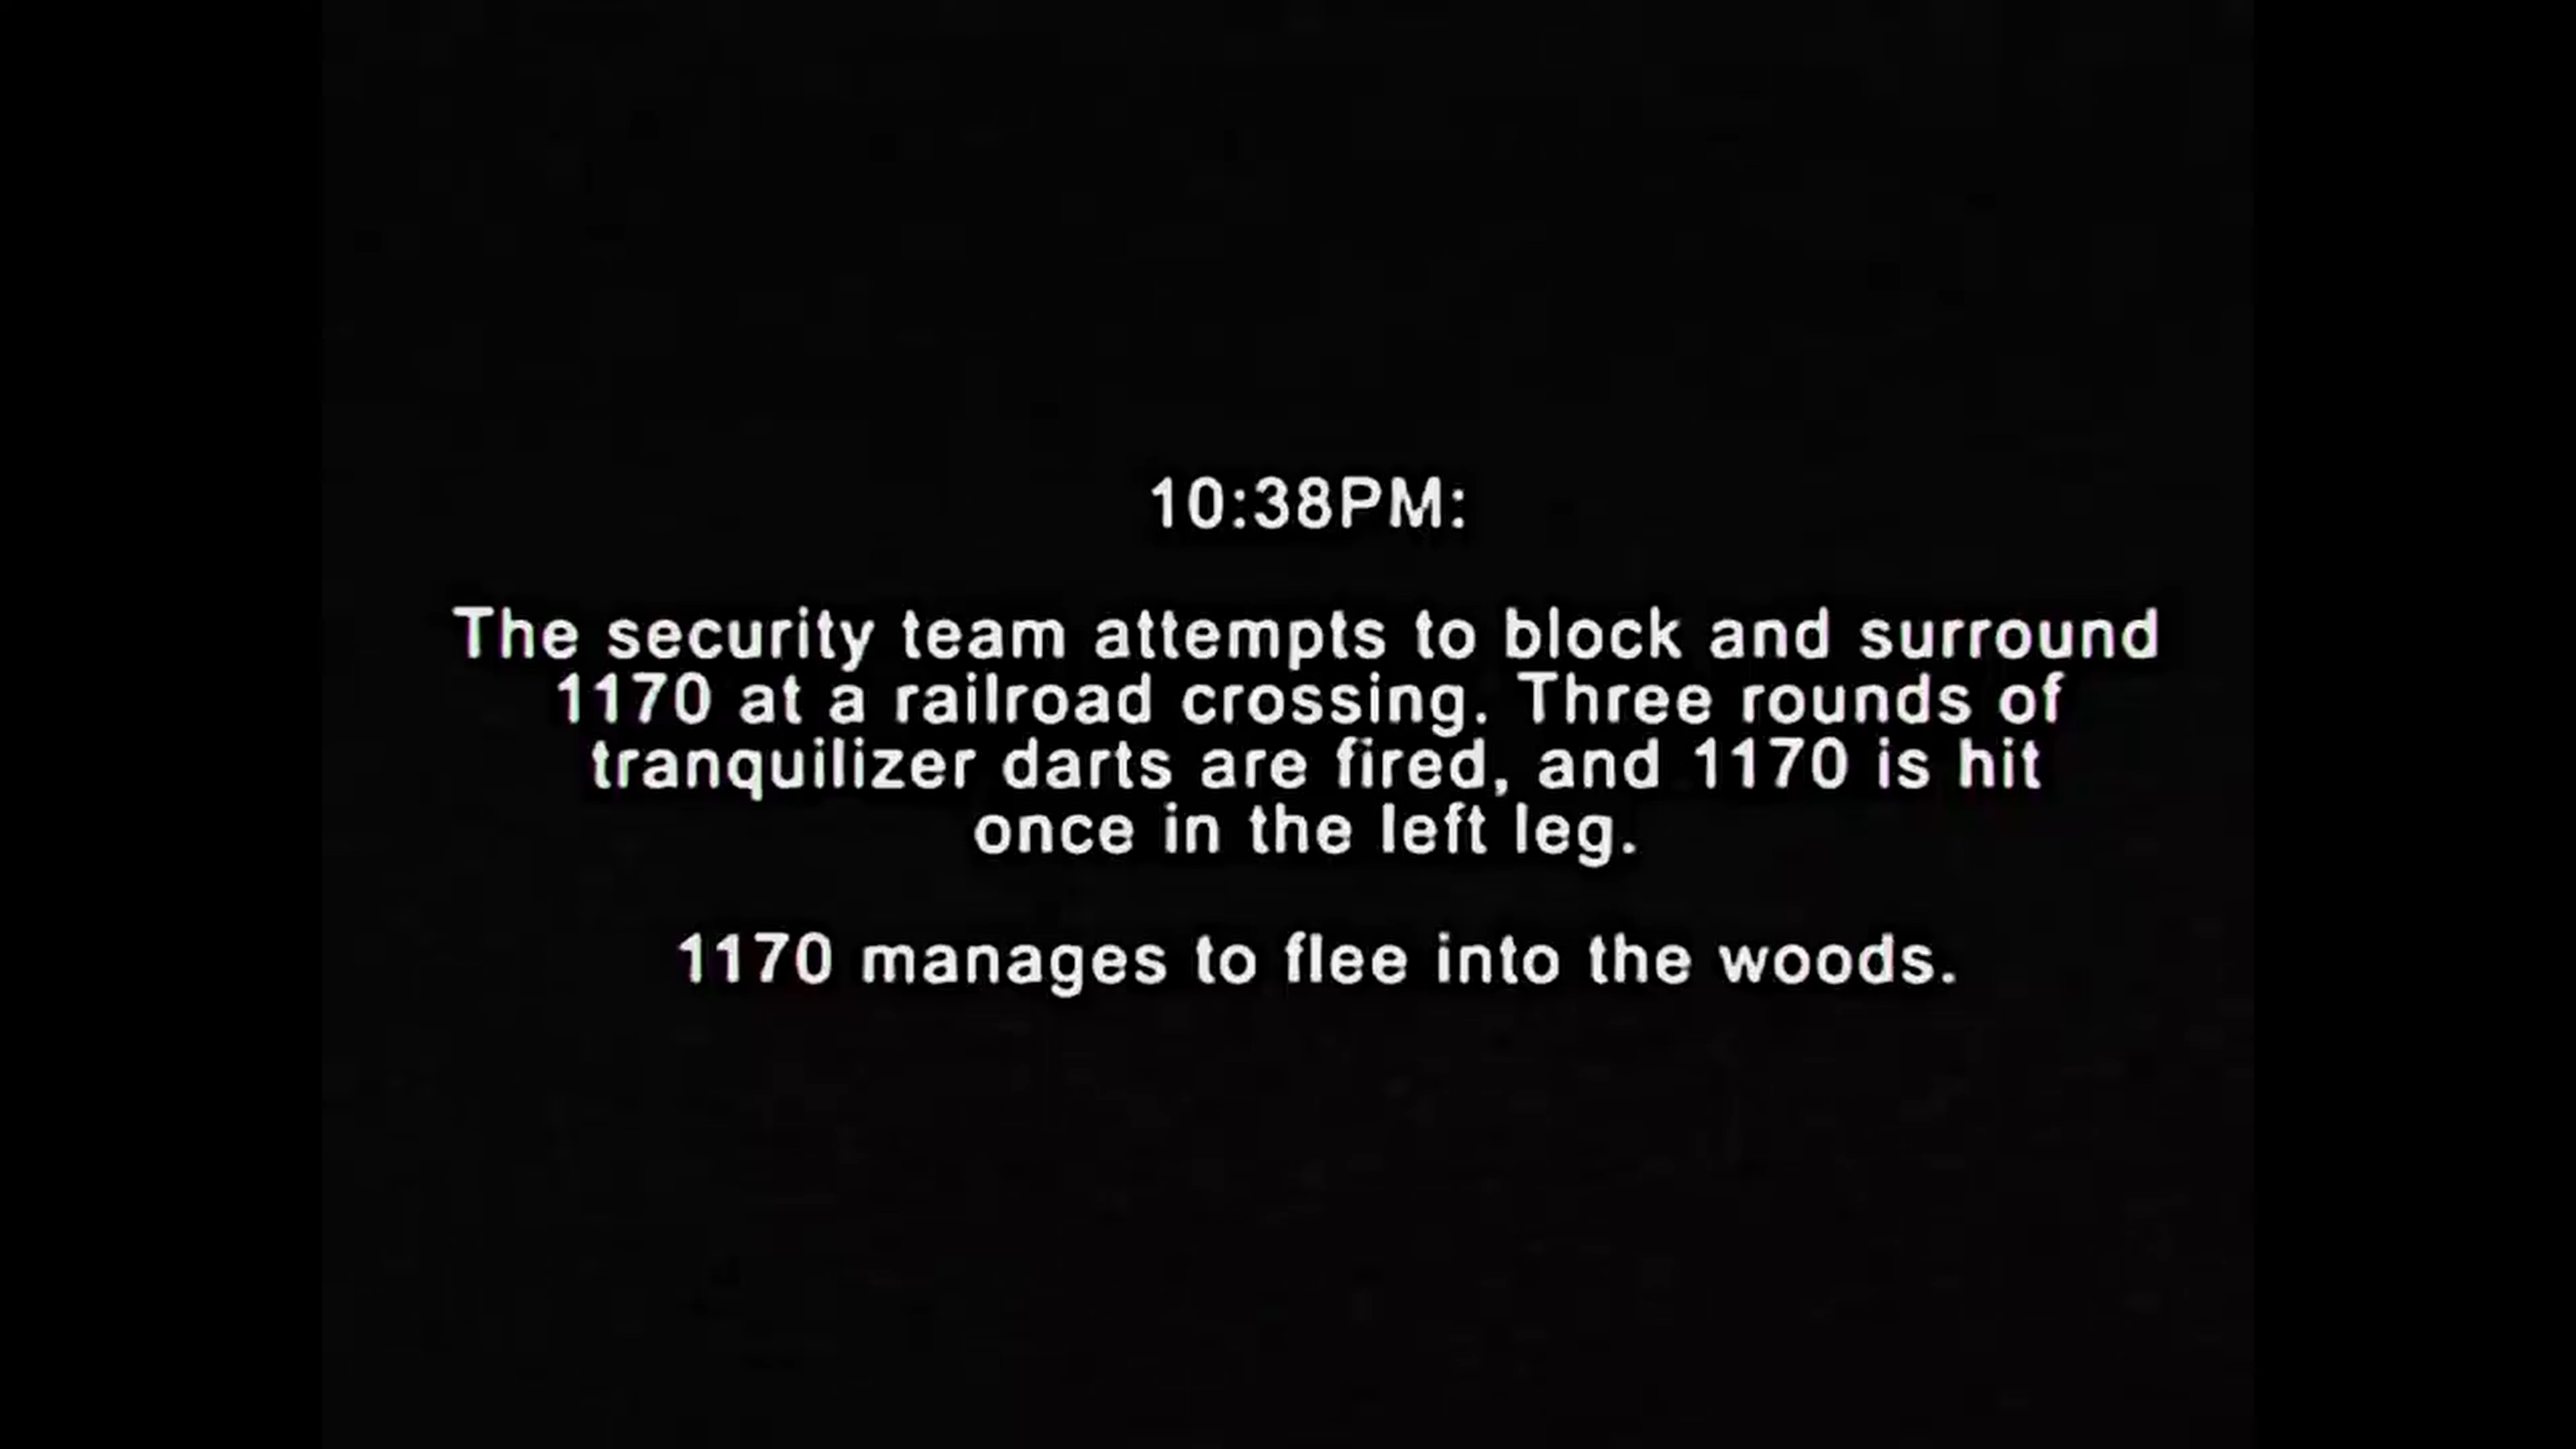 10:38PM:
The security team attempts to block and surround
1170 at a railroad crossing. Three rounds of
tranquilizer darts are fired, and 1170 is hit
once in the left leg.
1170 manages to flee into the woods.